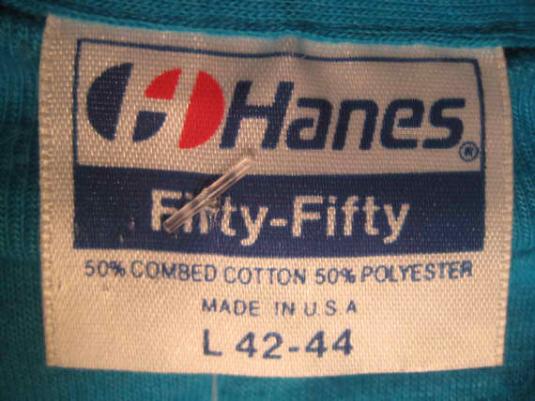 Hanes®
Fifty-Fifty
50% COMBED COTTON 50% POLYESTER
MADE IN U.S.A
L 42-44